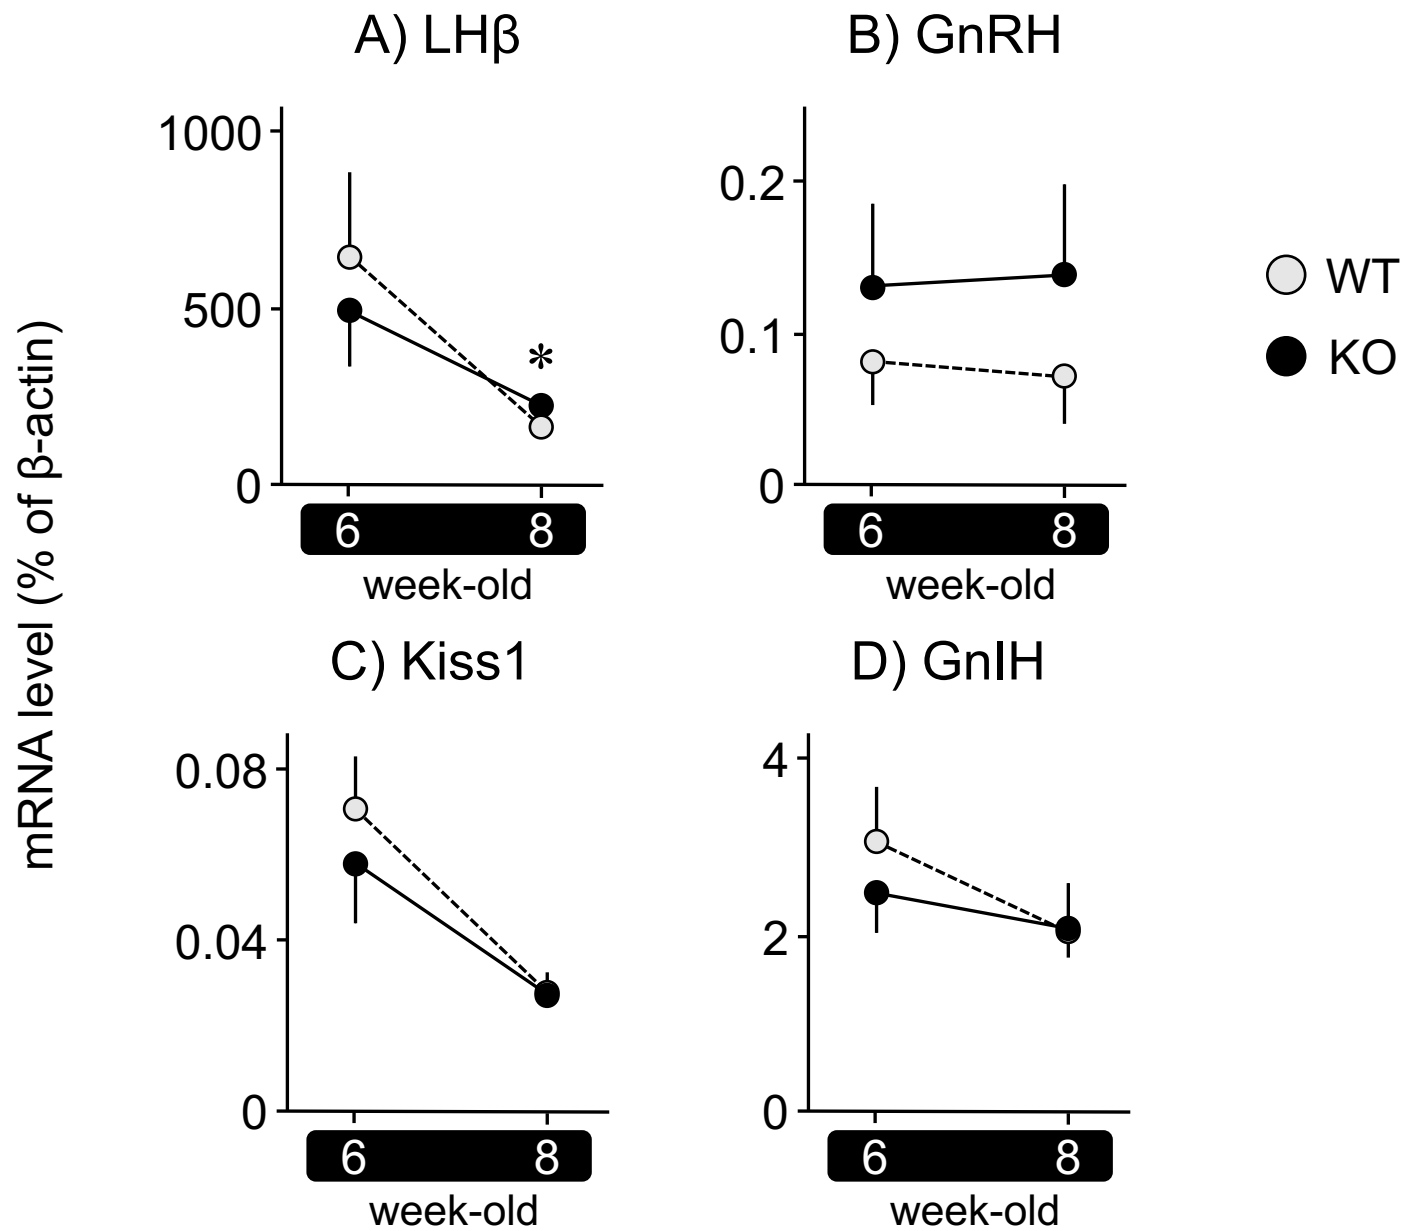 A) LHβ
B) GnRH
1000
500
0
0.2
0.1
0
WT
KO
*
6 8
week-old
6 8
week-old
mRNA level (% of β-actin)
C) Kiss1
D) GnIH
0.08
0.04
0
4
2
0
6 8
week-old
6 8
week-old